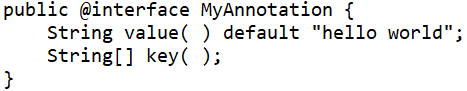 public @interface MyAnnotation {
    String value( ) default "hello world";
    String[] key( );
}